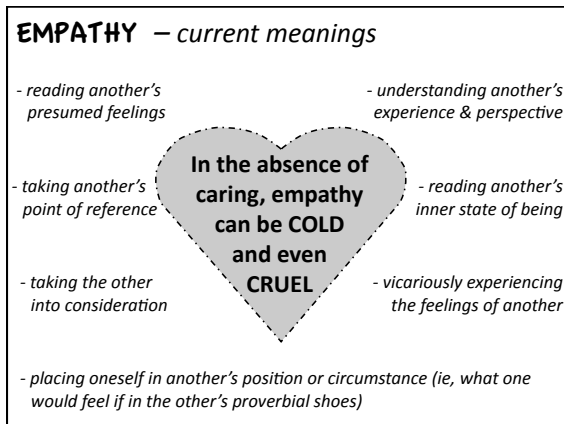 EMPATHY – current meanings
- reading another's
presumed feelings
- understanding another's
experience & perspective
- taking another's
point of reference
In the absence of
caring, empathy
can be COLD
and even
CRUEL
- reading another's
inner state of being
- taking the other
into consideration
- vicariously experiencing
the feelings of another
- placing oneself in another's position or circumstance (ie, what one
would feel if in the other's proverbial shoes)